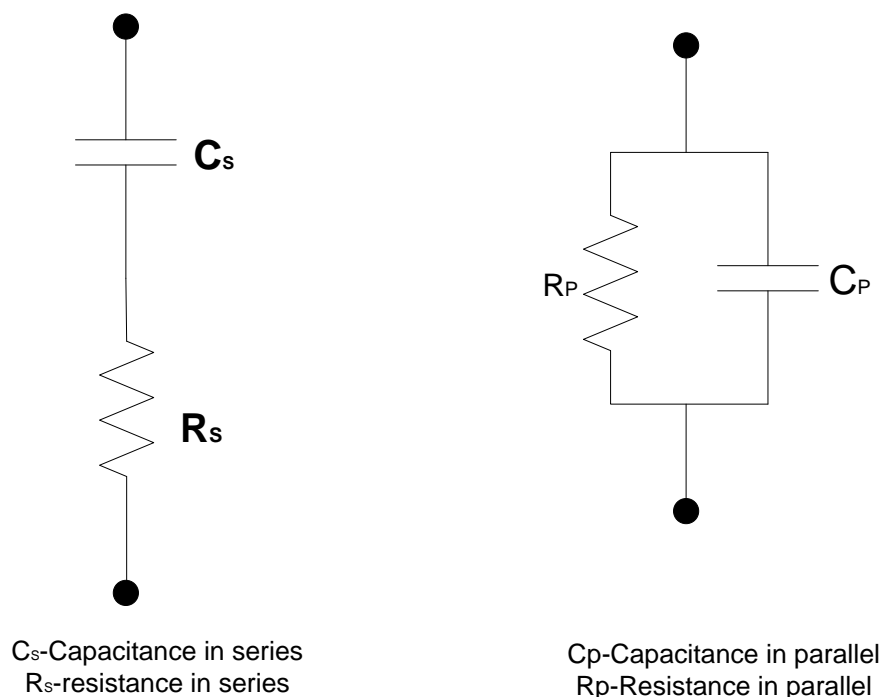 Cs
Rs
Cs-Capacitance in series
Rs-resistance in series
RP
CP
Cp-Capacitance in parallel
Rp-Resistance in parallel